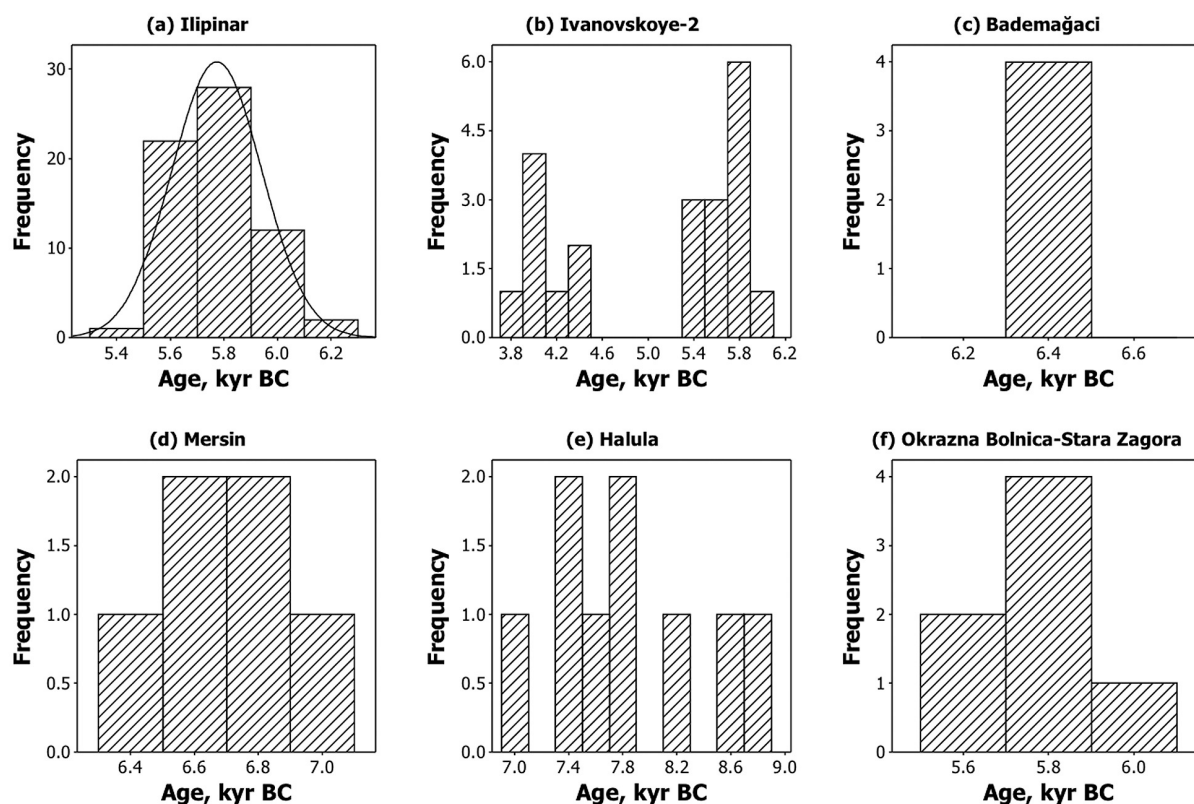 (a) Ilipinar
30
20
10
0
5.4 5.6 5.8 6.0 6.2
Frequency
Age, kyr BC
(b) Ivanovskoye-2
6.0
4.5
3.0
1.5
0.0
3.8 4.2 4.6 5.0 5.4 5.8 6.2
Frequency
Age, kyr BC
(c) Bademağaci
4
3
2
1
0
6.2 6.4 6.6
Frequency
Age, kyr BC
(d) Mersin
2.0
1.5
1.0
0.5
0.0
6.4 6.6 6.8 7.0
Frequency
Age, kyr BC
(e) Halula
2.0
1.5
1.0
0.5
0.0
7.0 7.4 7.8 8.2 8.6 9.0
Frequency
Age, kyr BC
(f) Okrazna Bolnica-Stara Zagora
4
3
2
1
0
5.6 5.8 6.0
Frequency
Age, kyr BC